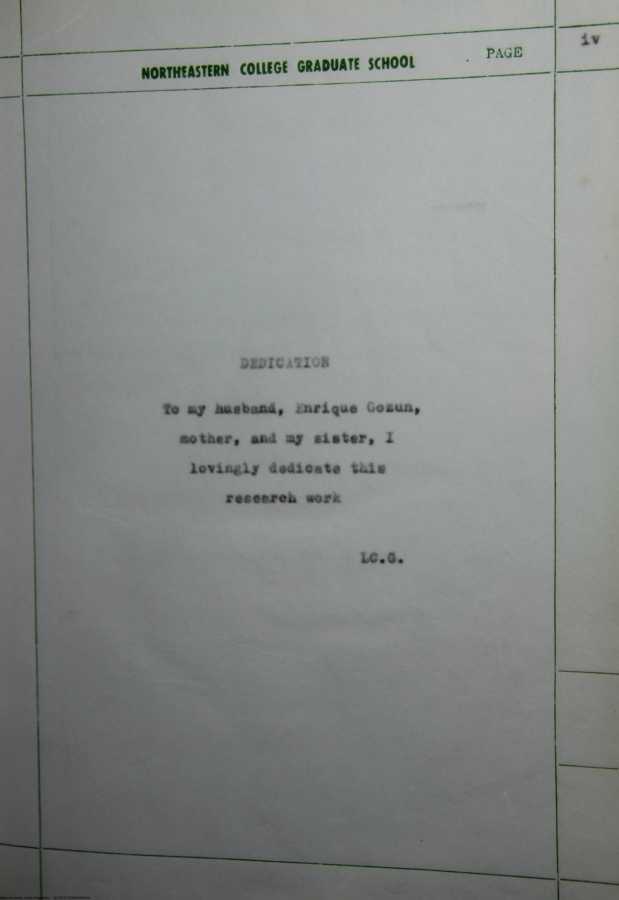 NORTHEASTERN COLLEGE GRADUATE SCHOOL PAGE iv
DEDICATION
To my husband, Enrique Gozun,
mother, and my sister, I
lovingly dedicate this
research work
LC.G.